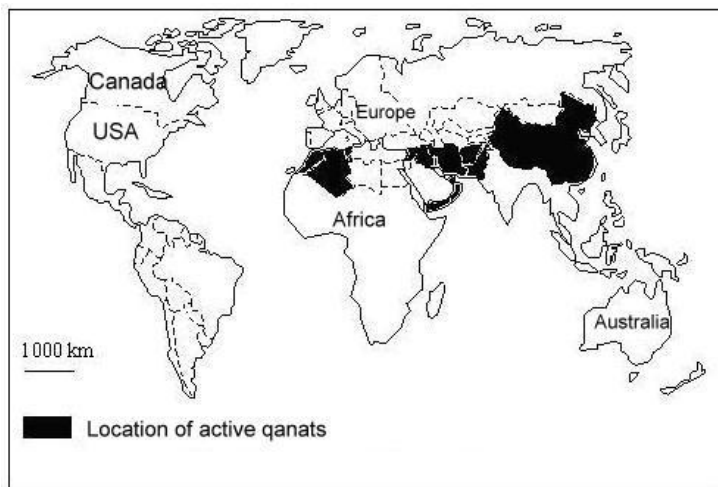 Canada
USA
Europe
Africa
Australia
1000 km
Location of active qanats